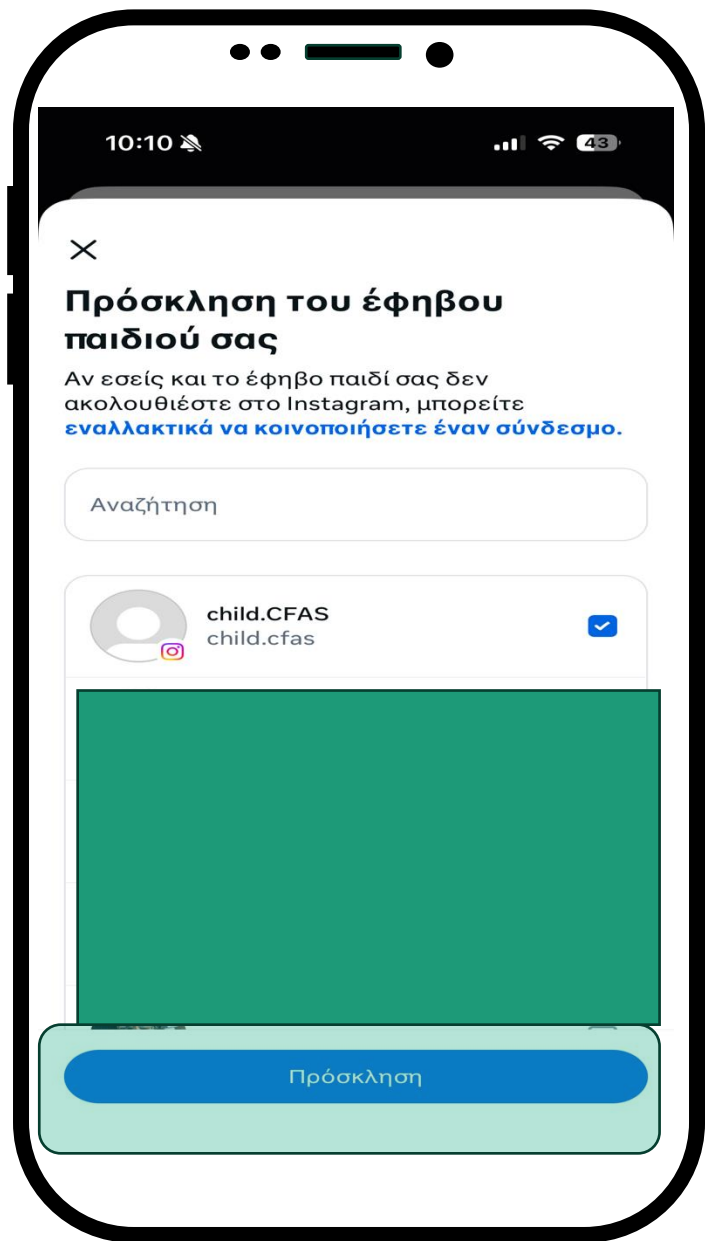 10:10
43
Πρόσκληση του έφηβου
παιδιού σας
Αν εσείς και το έφηβο παιδί σας δεν
ακολουθιέστε στο Instagram, μπορείτε
εναλλακτικά να κοινοποιήσετε έναν σύνδεσμο.
Αναζήτηση
child.CFAS
child.cfas
Πρόσκληση